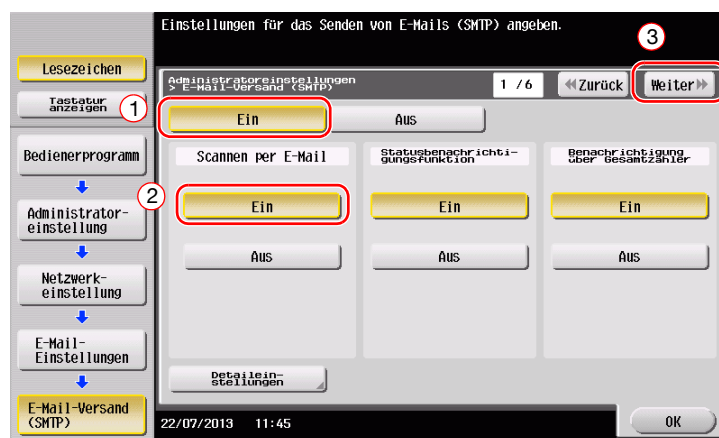 Einstellungen für das Senden von E-Mails (SMTP) angeben.
3
Lesezeichen
Tastatur
anzeigen
1
Administratoreinstellungen
> E-Mail-Versand (SMTP)
1 /6
Zurück
Weiter
Ein
Aus
Bedienerprogramm
Administrator-
einstellung
Netzwerk-
einstellung
E-Mail-
Einstellungen
E-Mail-Versand
(SMTP)
2
Scannen per E-Mail
Ein
Aus
Statusbenachrichti-
gungsfunktion
Ein
Aus
Benachrichtigung
über Gesamtzähler
Ein
Aus
Detailein-
stellungen
22/07/2013 11:45
OK